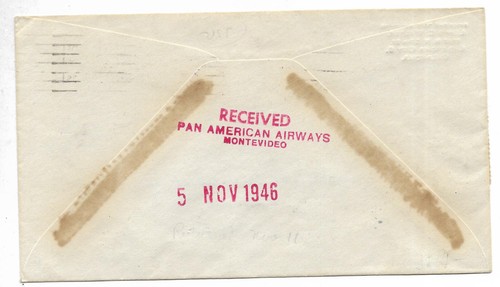 RECEIVED
PAN AMERICAN AIRWAYS
MONTEVIDEO
5 NOV 1946